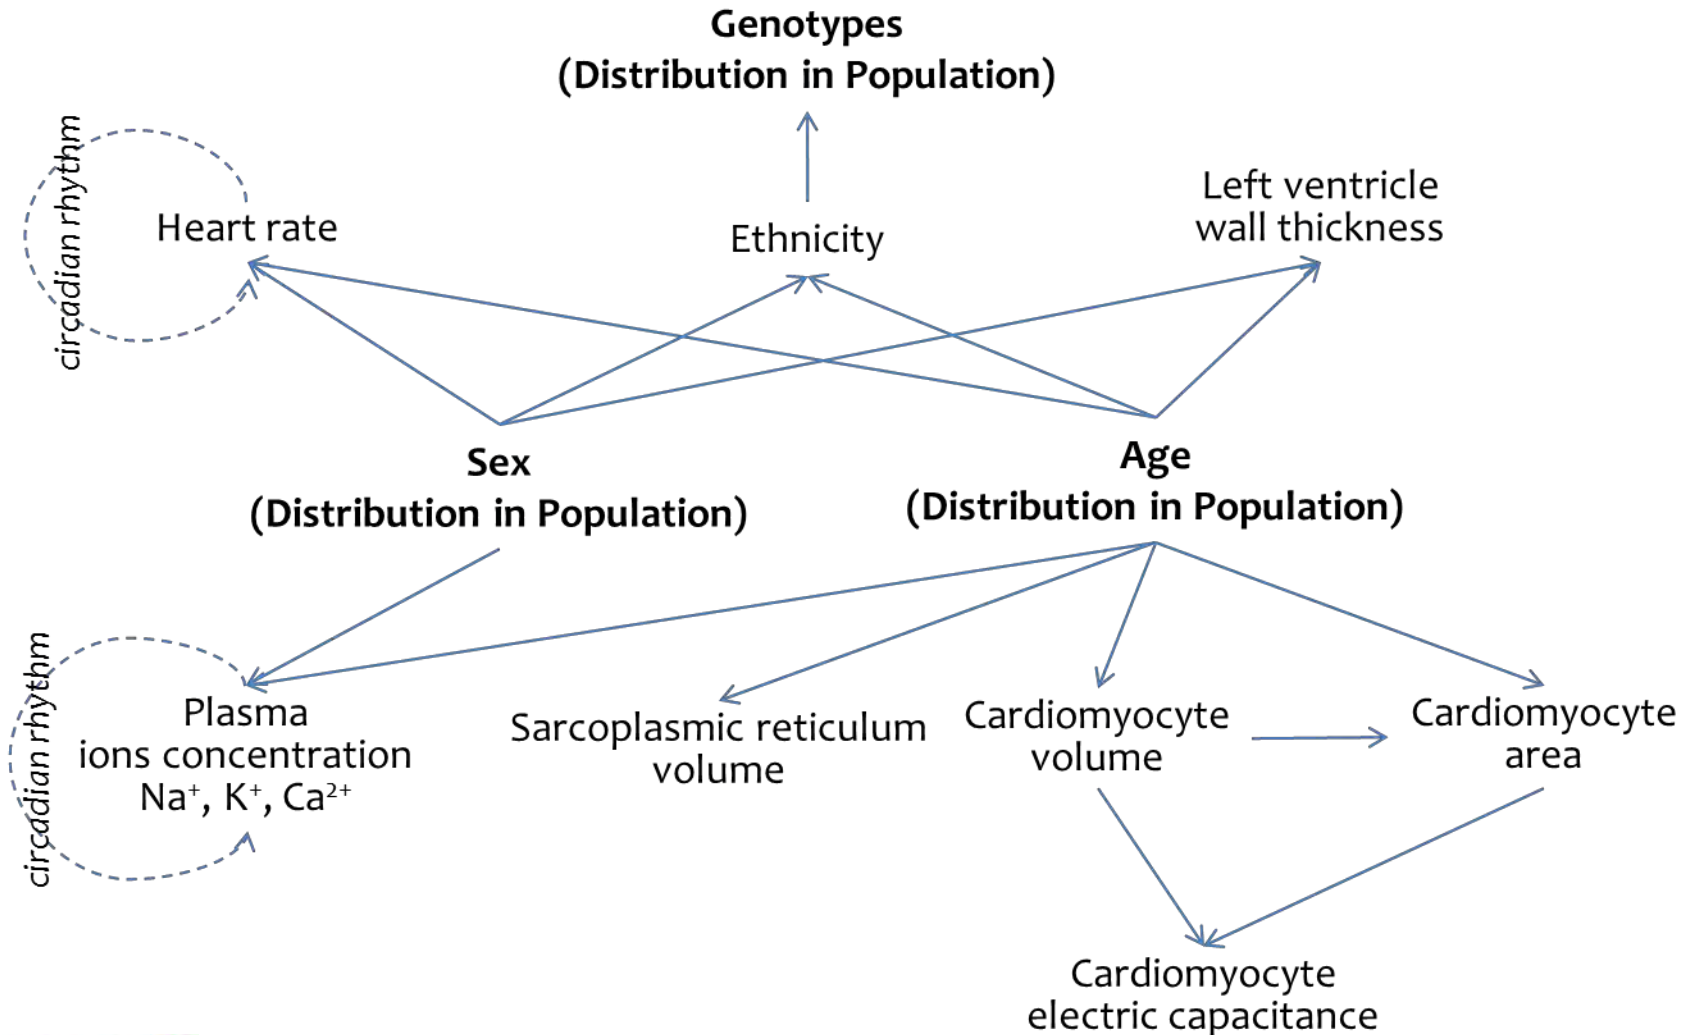 Genotypes
(Distribution in Population)
circadian rhythm
Heart rate
Ethnicity
Left ventricle
wall thickness
Sex
(Distribution in Population)
Age
(Distribution in Population)
circadian rhythm
Plasma
ions concentration
Na⁺, K⁺, Ca²⁺
Sarcoplasmic reticulum
volume
Cardiomyocyte
volume
Cardiomyocyte
area
Cardiomyocyte
electric capacitance